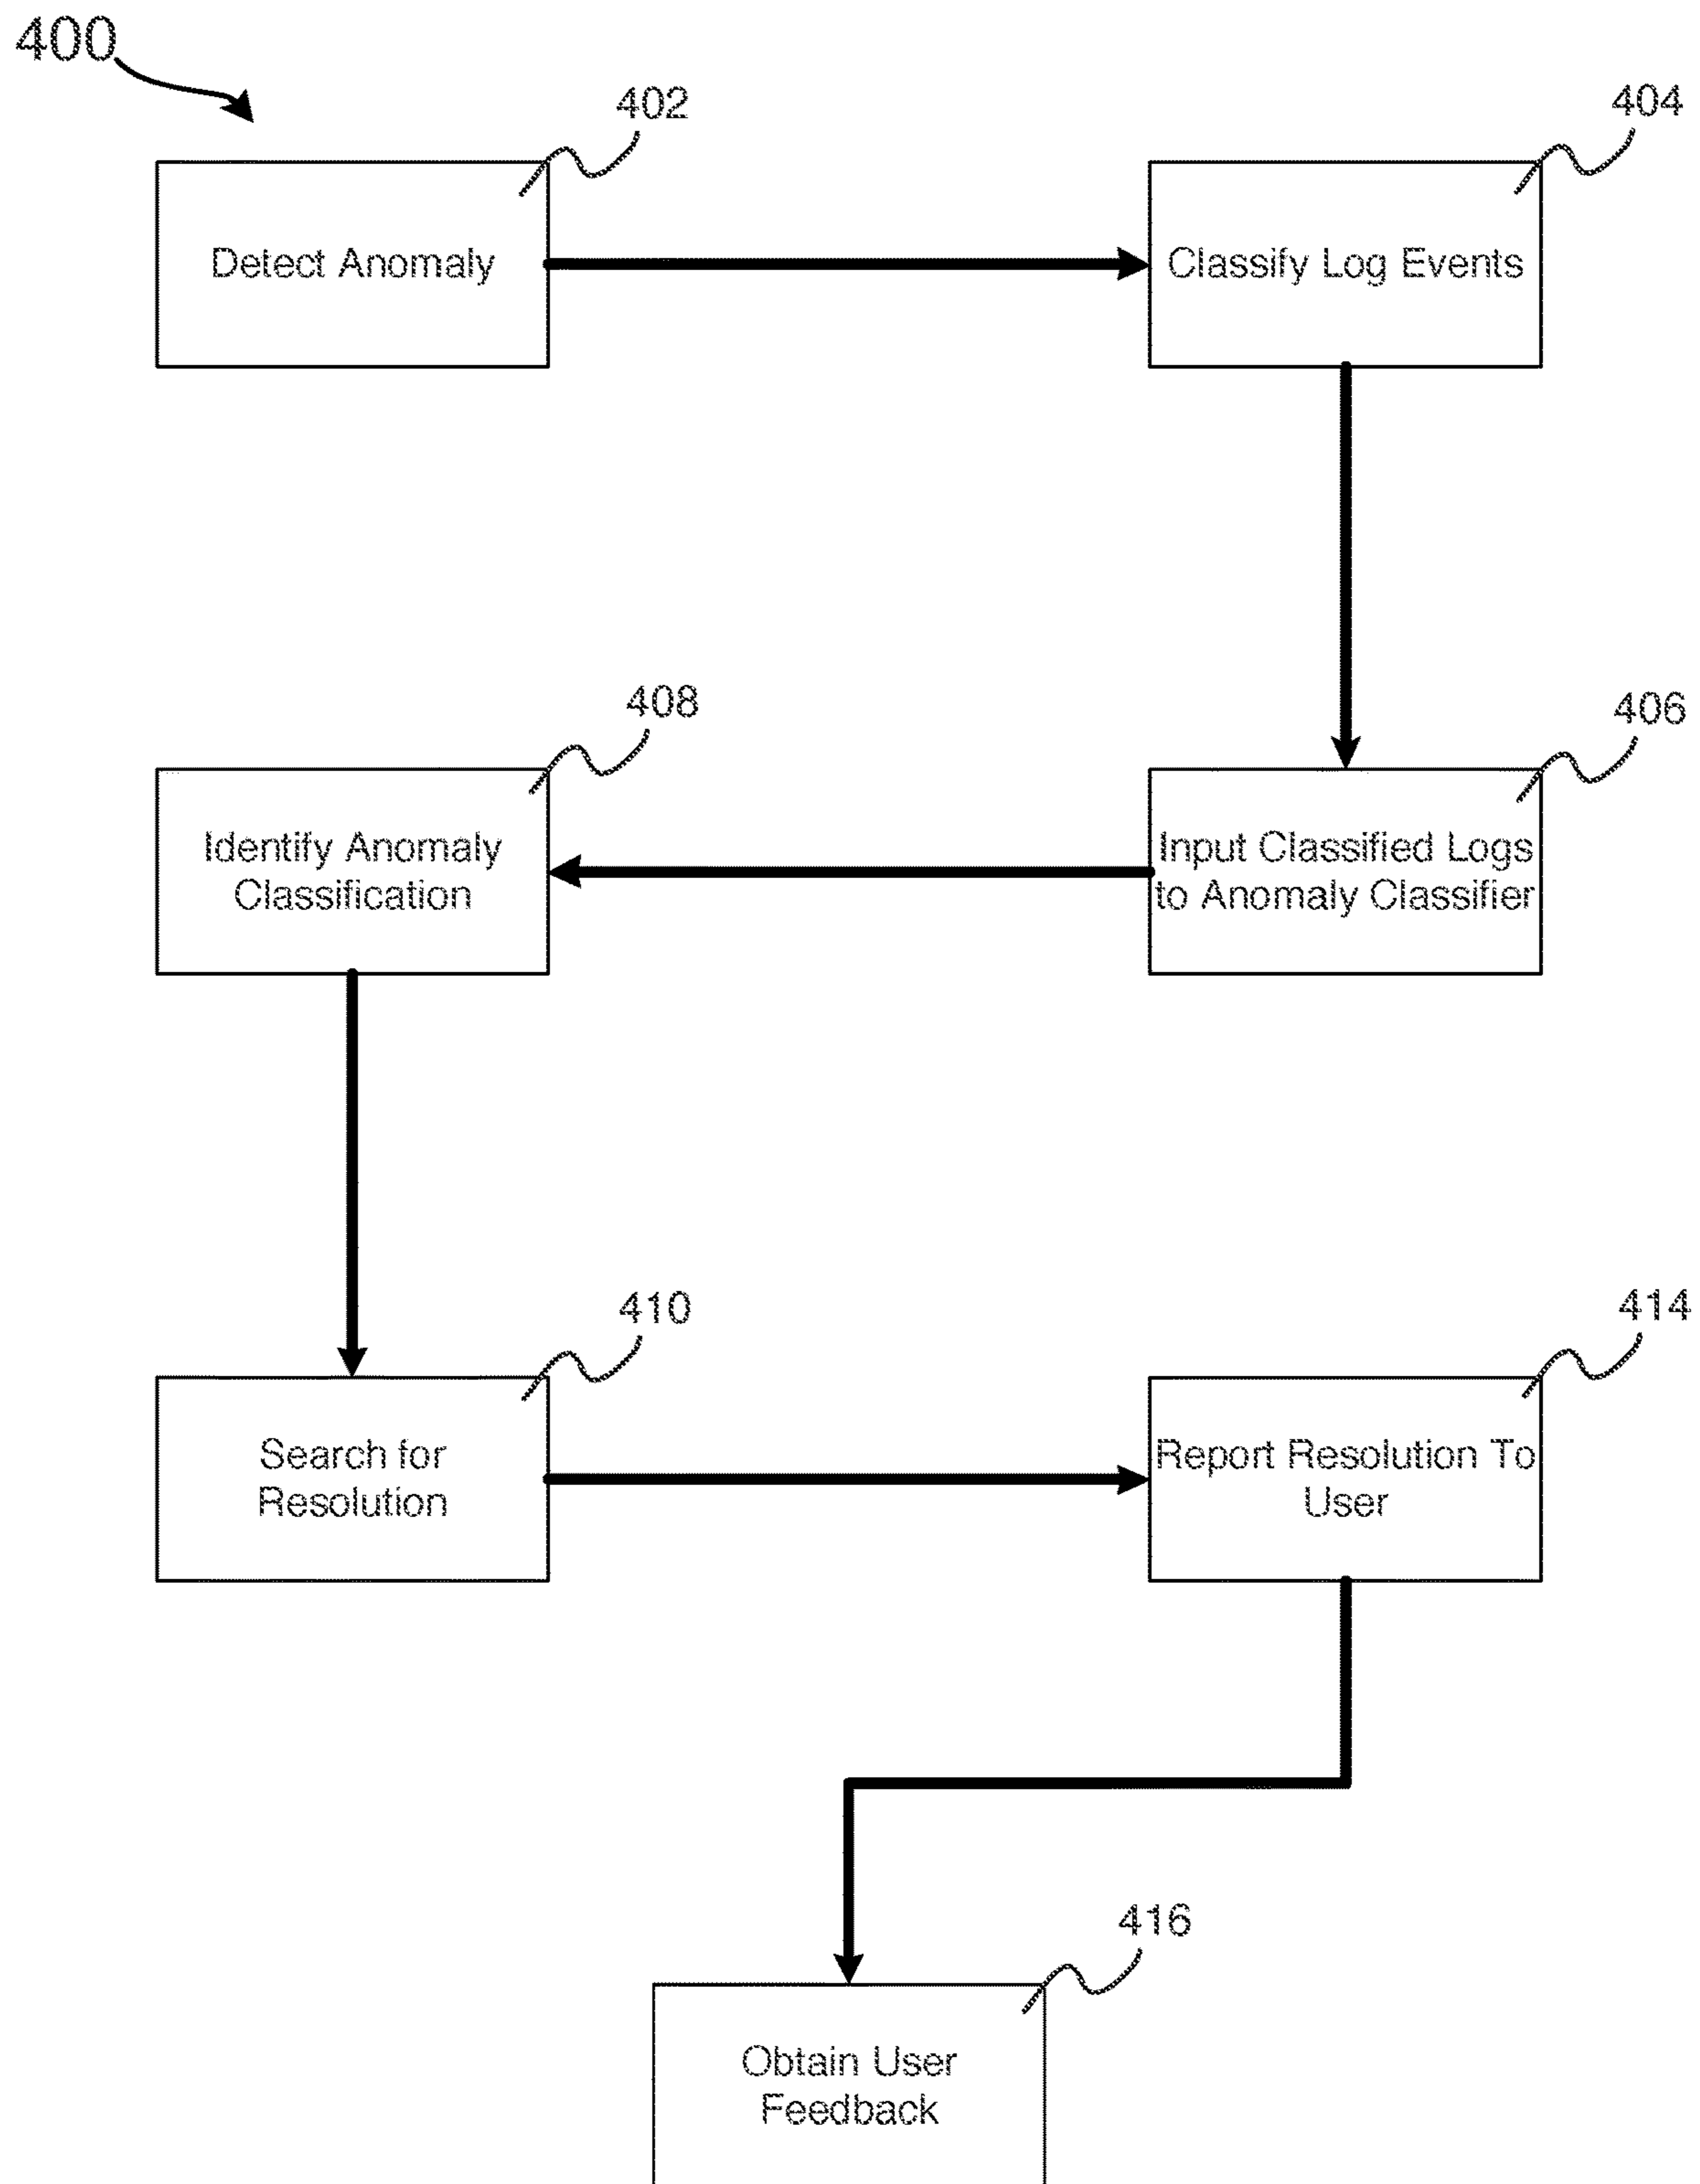 400
402
404
Detect Anomaly
Classify Log Events
408
406
Identify Anomaly
Classification
Input Classified Logs
to Anomaly Classifier
410
414
Search for
Resolution
Report Resolution To
User
416
Obtain User
Feedback